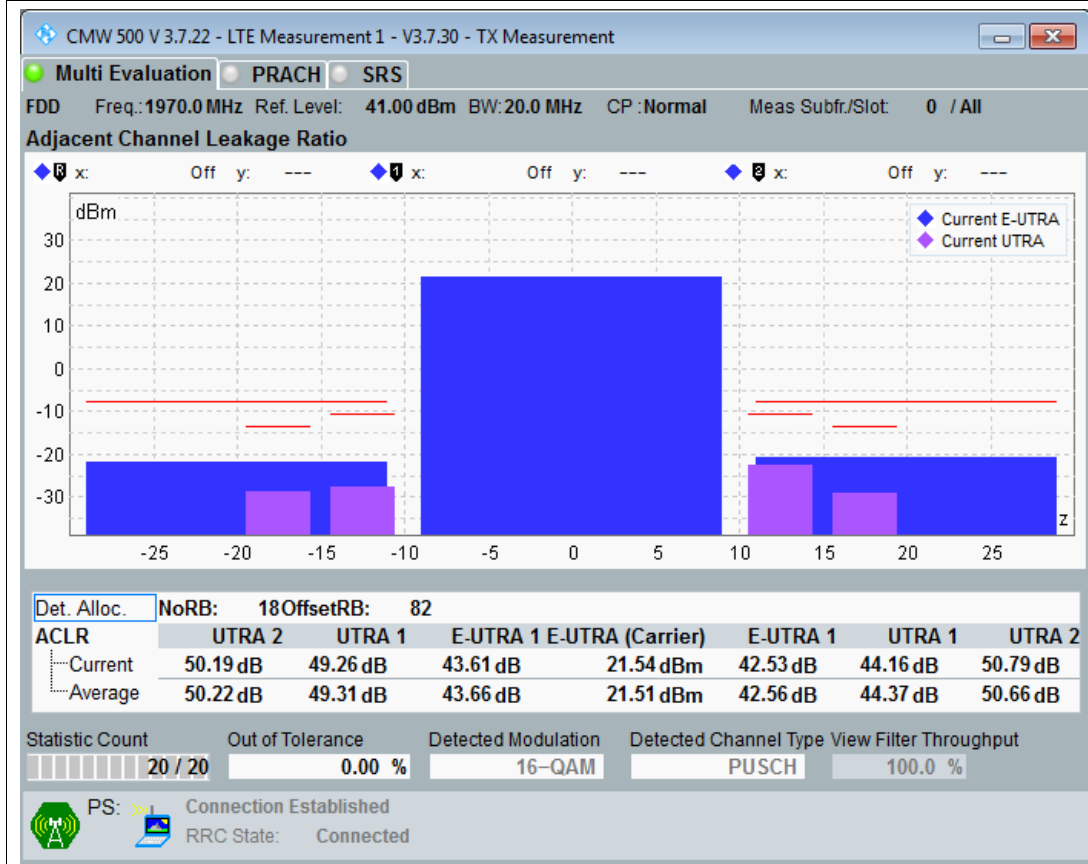 CMW 500 V 3.7.22 - LTE Measurement 1 - V3.7.30 - TX Measurement
Multi Evaluation PRACH SRS
FDD Freq.: 1970.0 MHz Ref. Level: 41.00 dBm BW: 20.0 MHz CP : Normal Meas Subfr./Slot: 0 / All
Adjacent Channel Leakage Ratio
R x: Off y: --- 1 x: Off y: --- 2 x: Off y: ---
dBm
Current E-UTRA
Current UTRA
30
20
10
0
-10
-20
-30
z
-25 -20 -15 -10 -5 0 5 10 15 20 25
Det. Alloc. NoRB: 18 OffsetRB: 82
ACLR UTRA 2 UTRA 1 E-UTRA 1 E-UTRA (Carrier) E-UTRA 1 UTRA 1 UTRA 2
Current 50.19 dB 49.26 dB 43.61 dB 21.54 dBm 42.53 dB 44.16 dB 50.79 dB
Average 50.22 dB 49.31 dB 43.66 dB 21.51 dBm 42.56 dB 44.37 dB 50.66 dB
Statistic Count Out of Tolerance Detected Modulation Detected Channel Type View Filter Throughput
20 / 20 0.00 % 16-QAM PUSCH 100.0 %
PS: Connection Established
RRC State: Connected